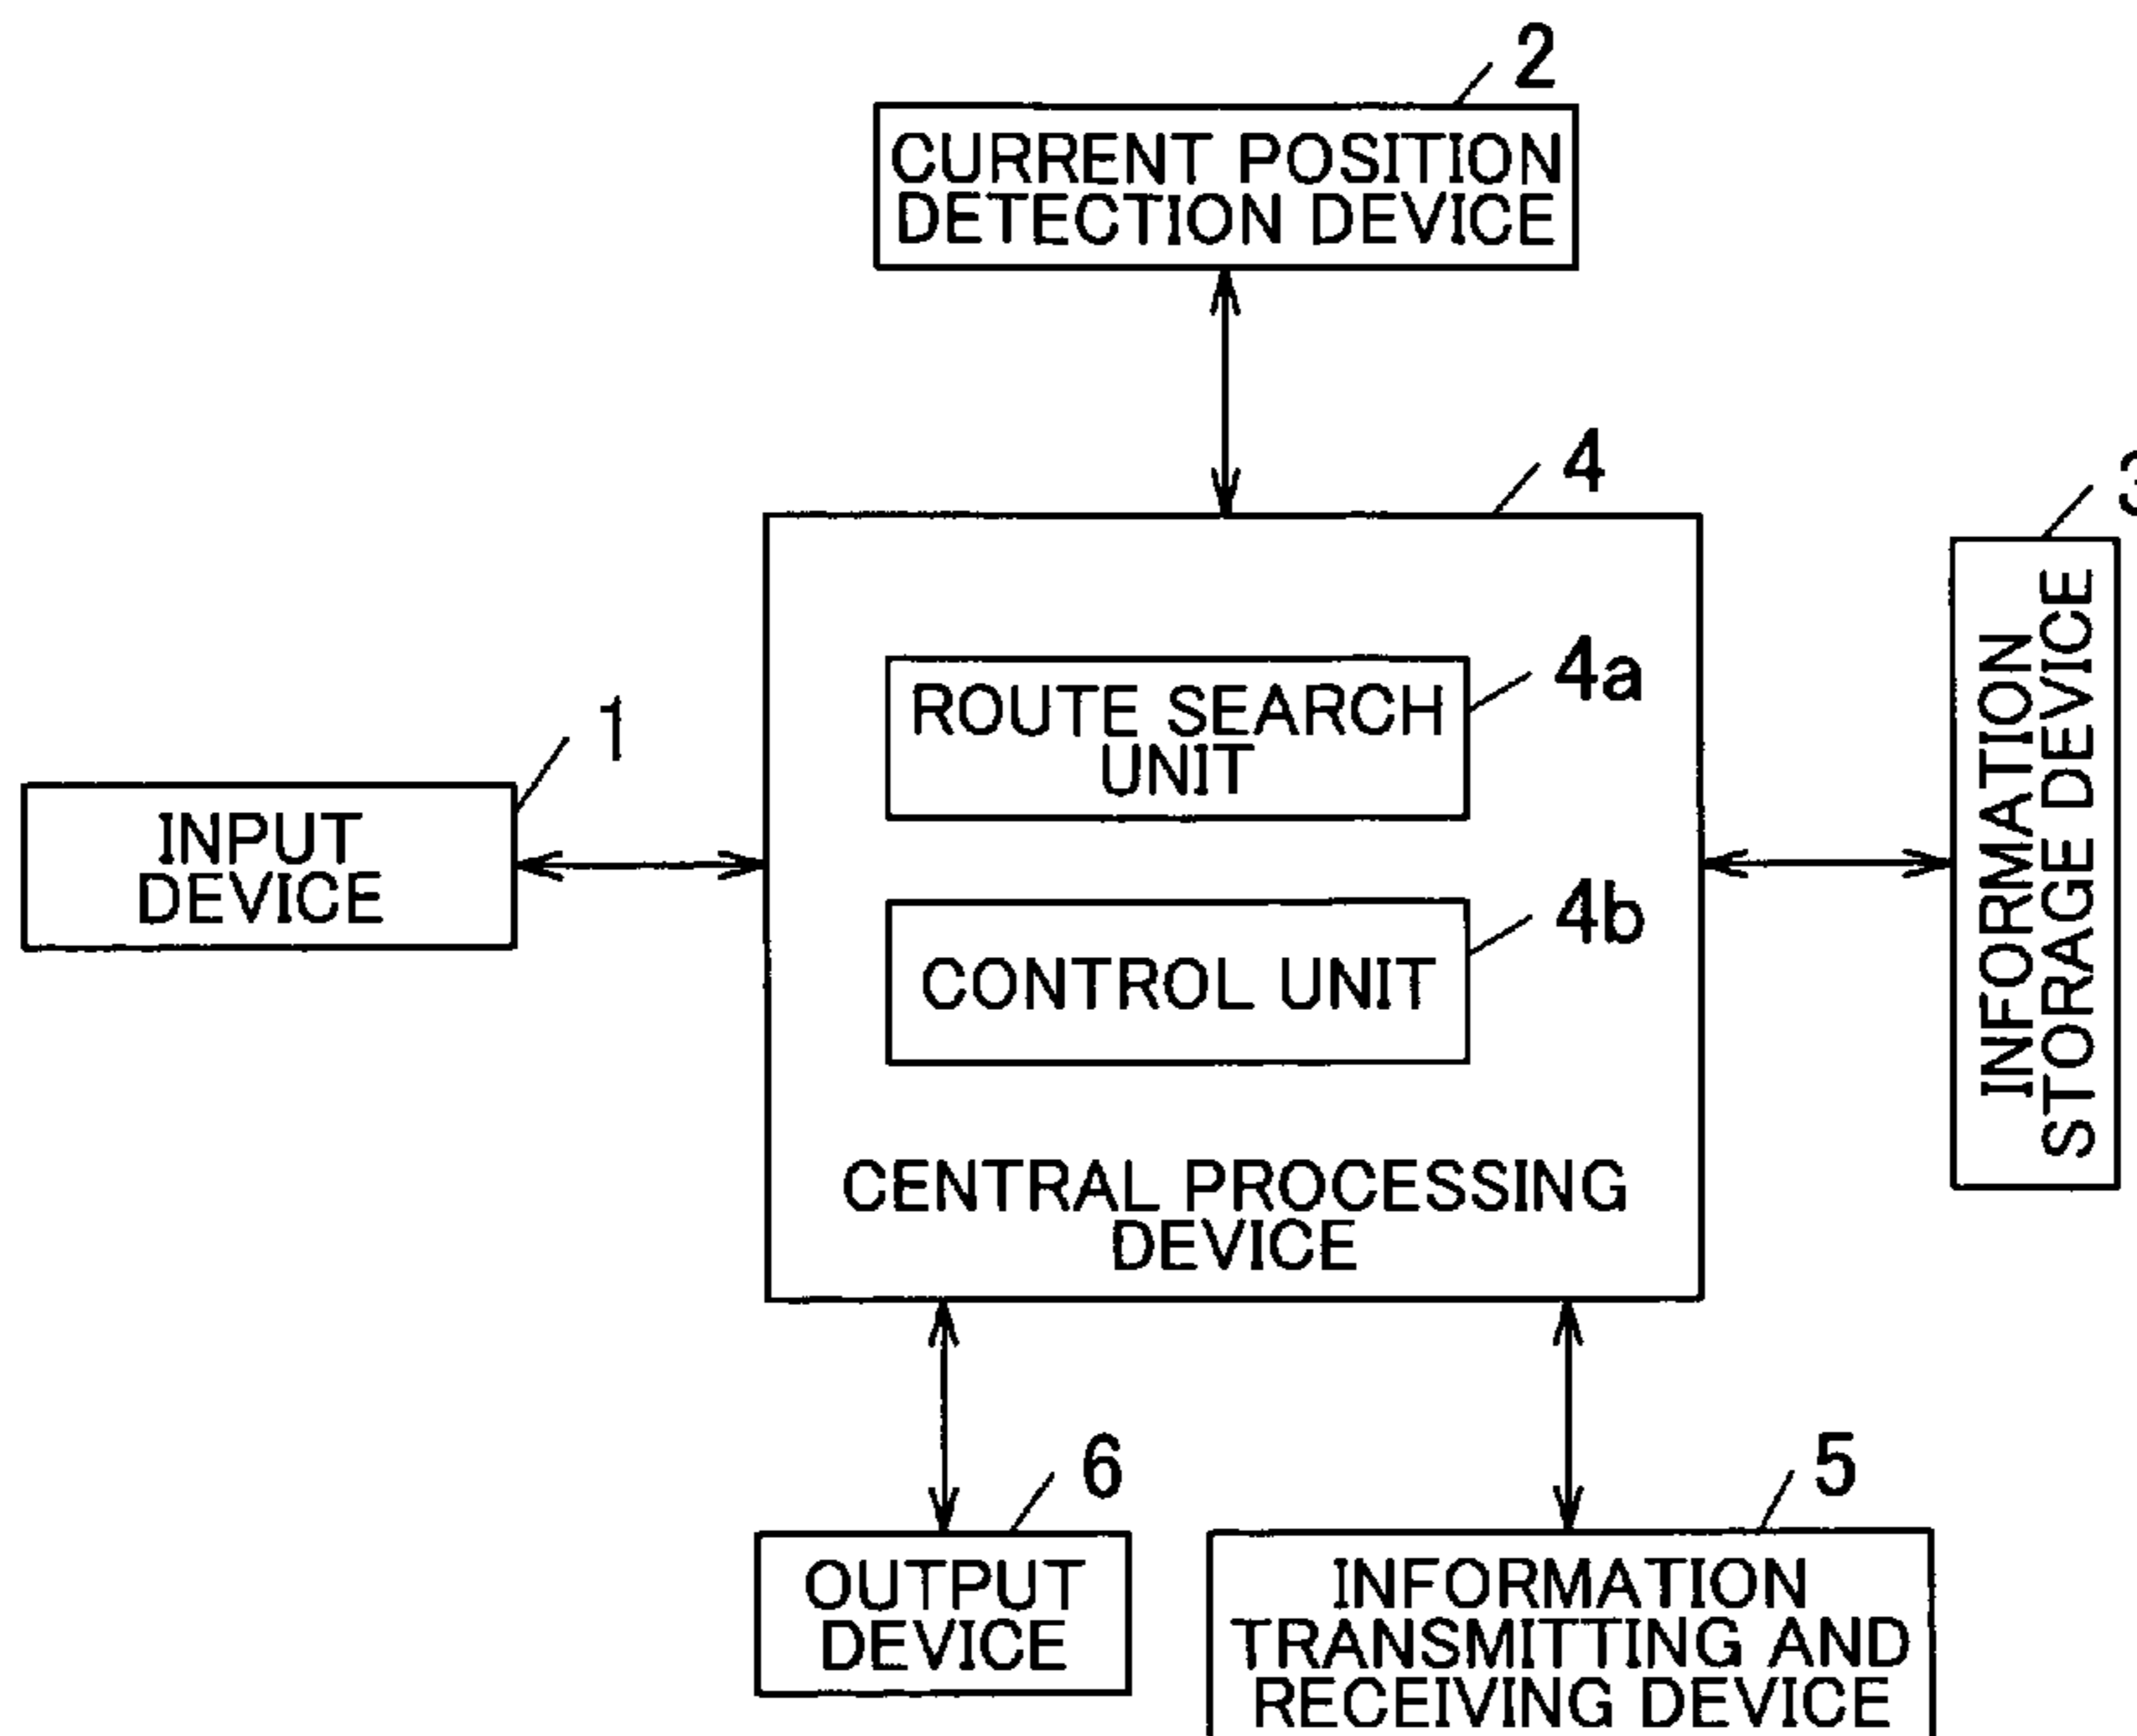 2
CURRENT POSITION
DETECTION DEVICE
4
3
INFORMATION
STORAGE DEVICE
4a
ROUTE SEARCH
UNIT
1
INPUT
DEVICE
4b
CONTROL UNIT
CENTRAL PROCESSING
DEVICE
6
OUTPUT
DEVICE
5
INFORMATION
TRANSMITTING AND
RECEIVING DEVICE